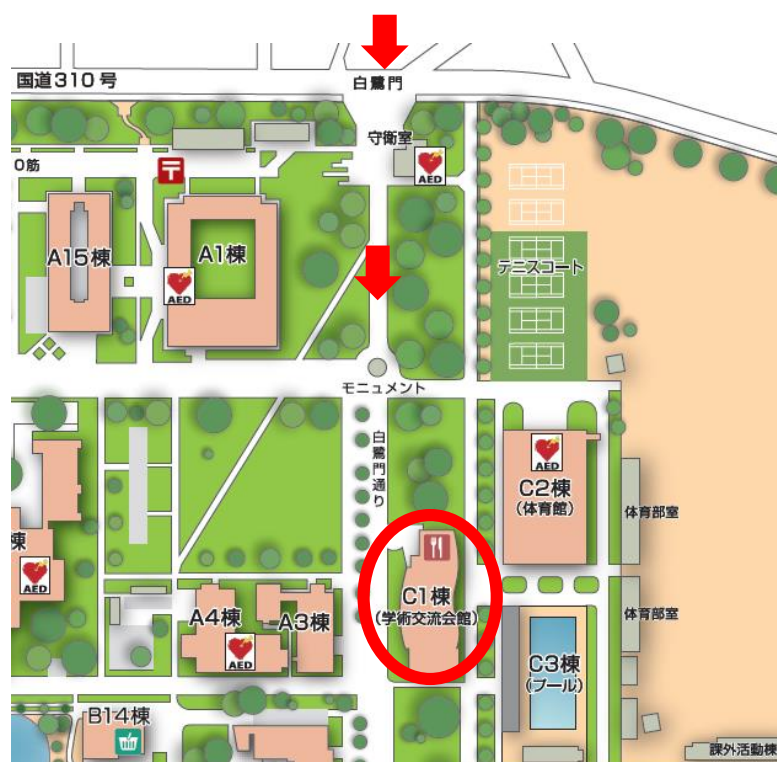 国道310号
白鷺門
守衛室
AED
0筋
〒
A15棟
A1棟
AED
テニスコート
モニュメント
白鷺門通り
AED
C2棟
(体育館)
体育部室
棟
AED
C1棟
(学術交流会館)
A4棟
A3棟
AED
体育部室
C3棟
(プール)
B14棟
課外活動棟